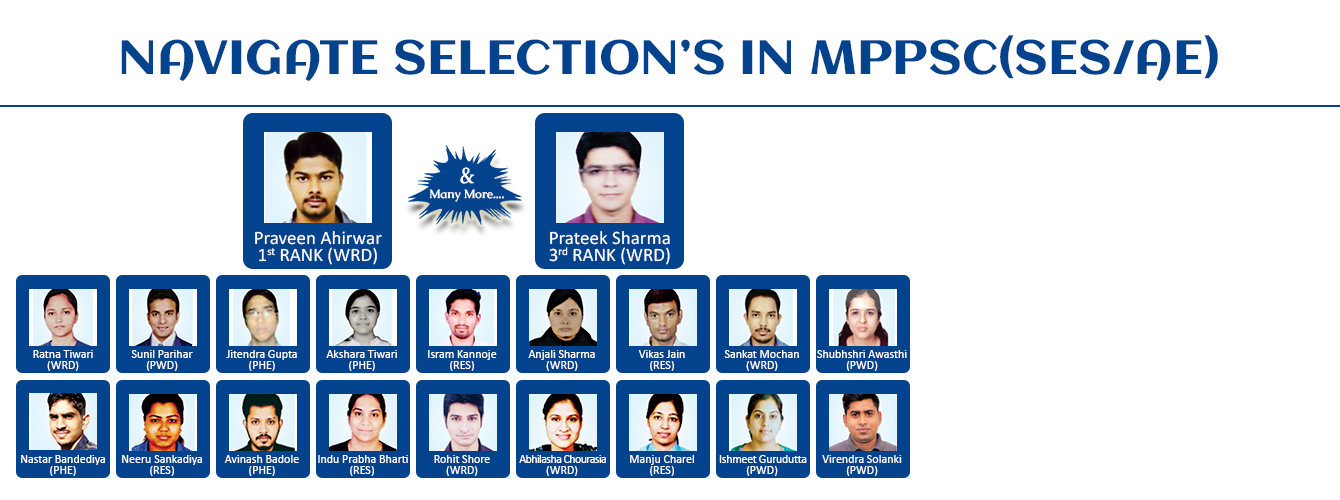 NAVIGATE SELECTION'S IN MPPSC(SES/AE)
&
Many More....
Praveen Ahirwar
1st RANK (WRD)
Prateek Sharma
3rd RANK (WRD)
Ratna Tiwari
(WRD)
Sunil Parihar
(PWD)
Jitendra Gupta
(PHE)
Akshara Tiwari
(PHE)
Isram Kannoje
(RES)
Anjali Sharma
(WRD)
Vikas Jain
(RES)
Sankat Mochan
(WRD)
Shubhshri Awasthi
(PWD)
Nastar Bandediya
(PHE)
Neeru Sankadiya
(RES)
Avinash Badole
(PHE)
Indu Prabha Bharti
(RES)
Rohit Shore
(WRD)
Abhilasha Chourasia
(WRD)
Manju Charel
(RES)
Ishmeet Gurudutta
(PWD)
Virendra Solanki
(PWD)